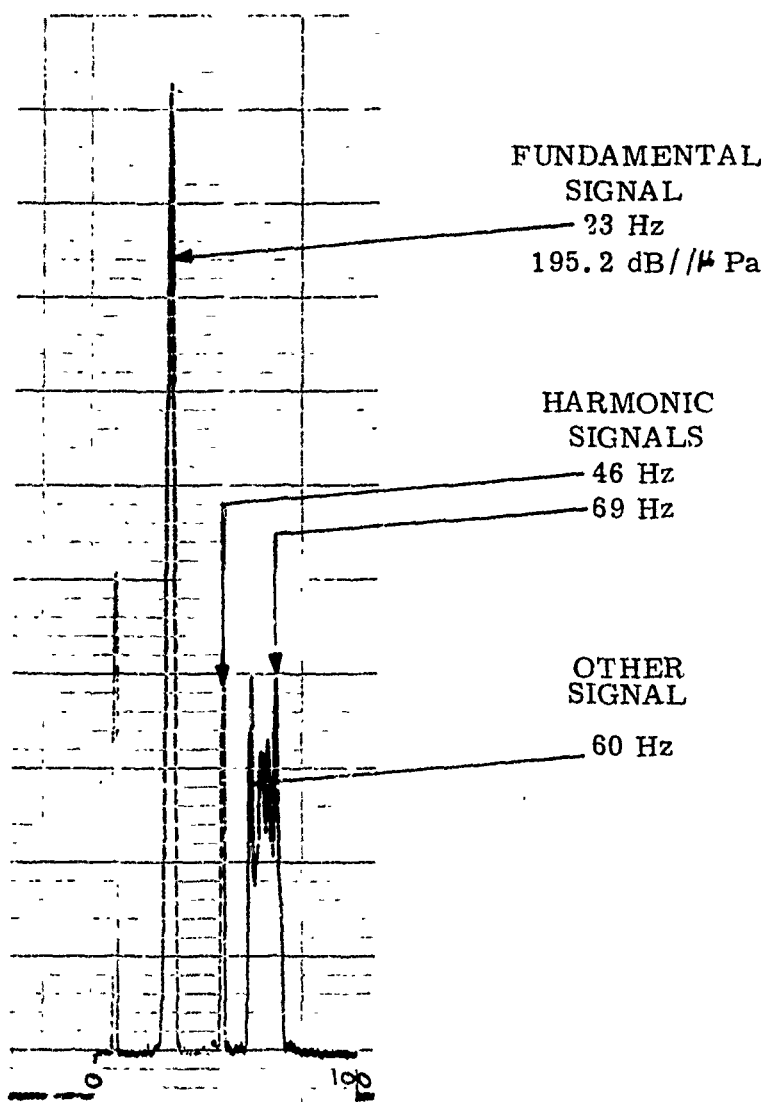 FUNDAMENTAL
SIGNAL
23 Hz
195.2 dB//μ Pa
HARMONIC
SIGNALS
46 Hz
69 Hz
OTHER
SIGNAL
60 Hz
0
100